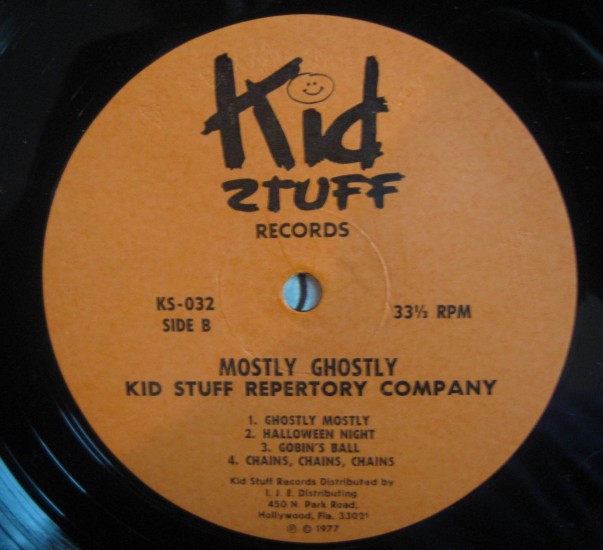 Kid
STUFF
RECORDS
KS-032
SIDE B
33⅓ RPM
MOSTLY GHOSTLY
KID STUFF REPERTORY COMPANY
1. GHOSTLY MOSTLY
2. HALLOWEEN NIGHT
3. GOBIN'S BALL
4. CHAINS, CHAINS, CHAINS
Kid Stuff Records Distributed by
I. J. E. Distributing
450 N. Park Road,
Hollywood, Fla. 33021
℗ © 1977